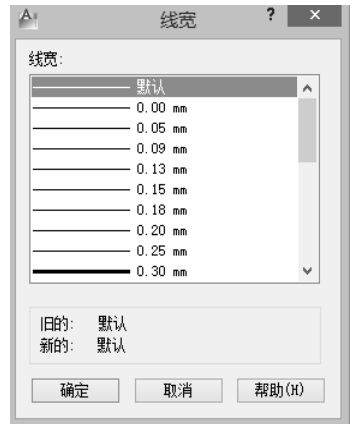 线宽
?
×
线宽:
默认
0.00 mm
0.05 mm
0.09 mm
0.13 mm
0.15 mm
0.18 mm
0.20 mm
0.25 mm
0.30 mm
旧的: 默认
新的: 默认
确定 取消 帮助(H)